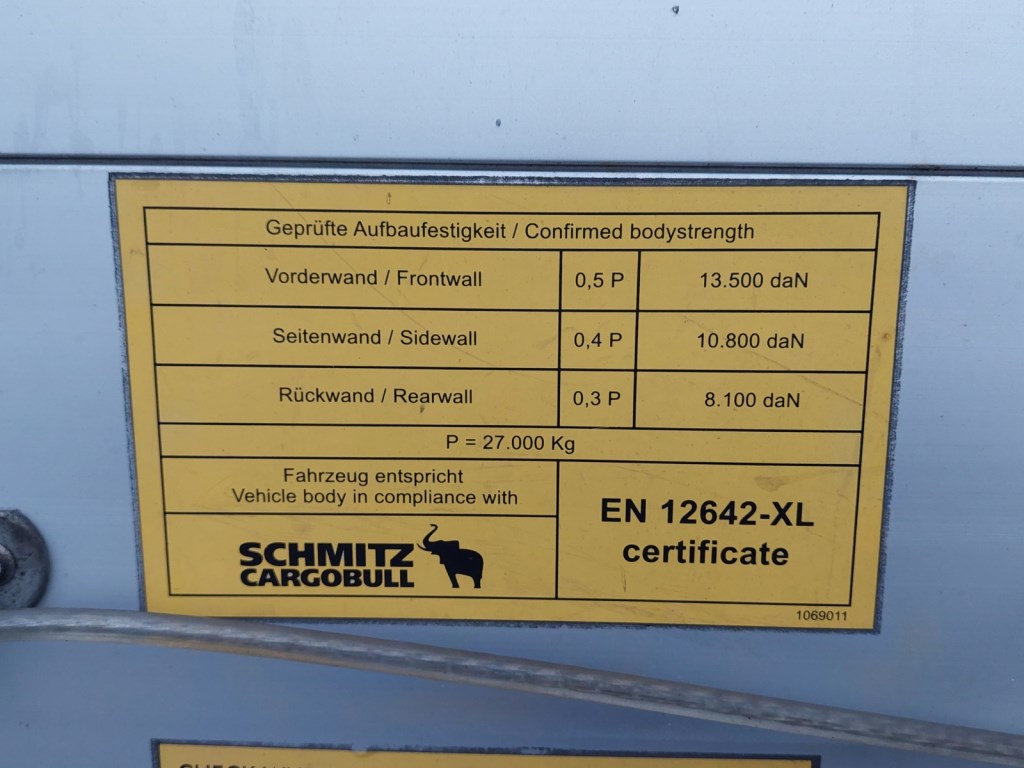 Geprüfte Aufbaufestigkeit / Confirmed bodystrength
Vorderwand / Frontwall 0,5 P 13.500 daN
Seitenwand / Sidewall 0,4 P 10.800 daN
Rückwand / Rearwall 0,3 P 8.100 daN
P = 27.000 Kg
Fahrzeug entspricht
Vehicle body in compliance with
EN 12642-XL
certificate
SCHMITZ
CARGOBULL
1069011